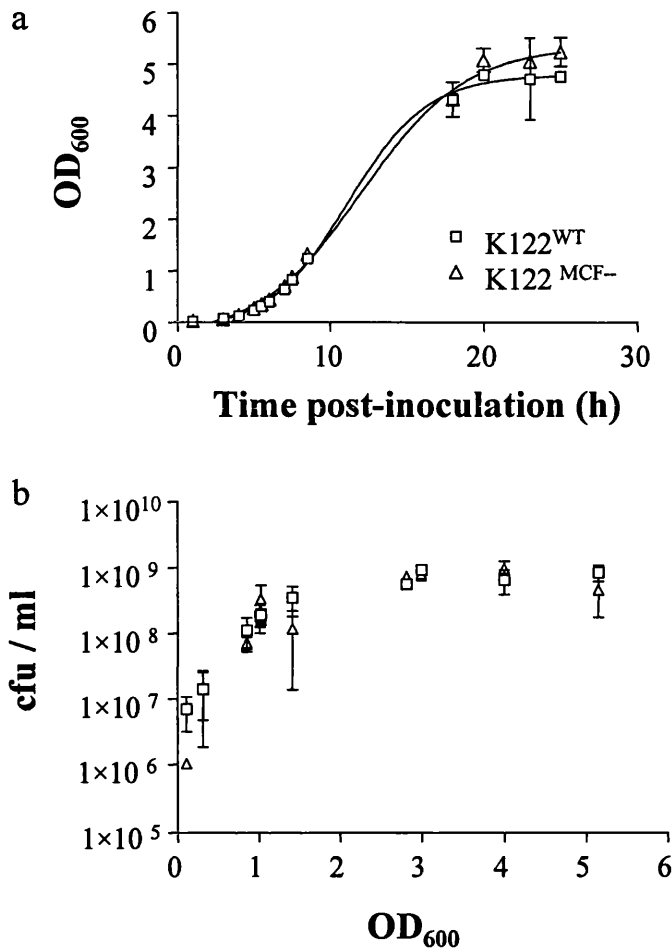 a
6
5
4
3
2
1
0
OD600
K122WT
K122 MCF--
0 10 20 30
Time post-inoculation (h)
b
1×10 10
1×10 9
1×10 8
1×10 7
1×10 6
1×10 5
cfu / ml
0 1 2 3 4 5 6
OD600